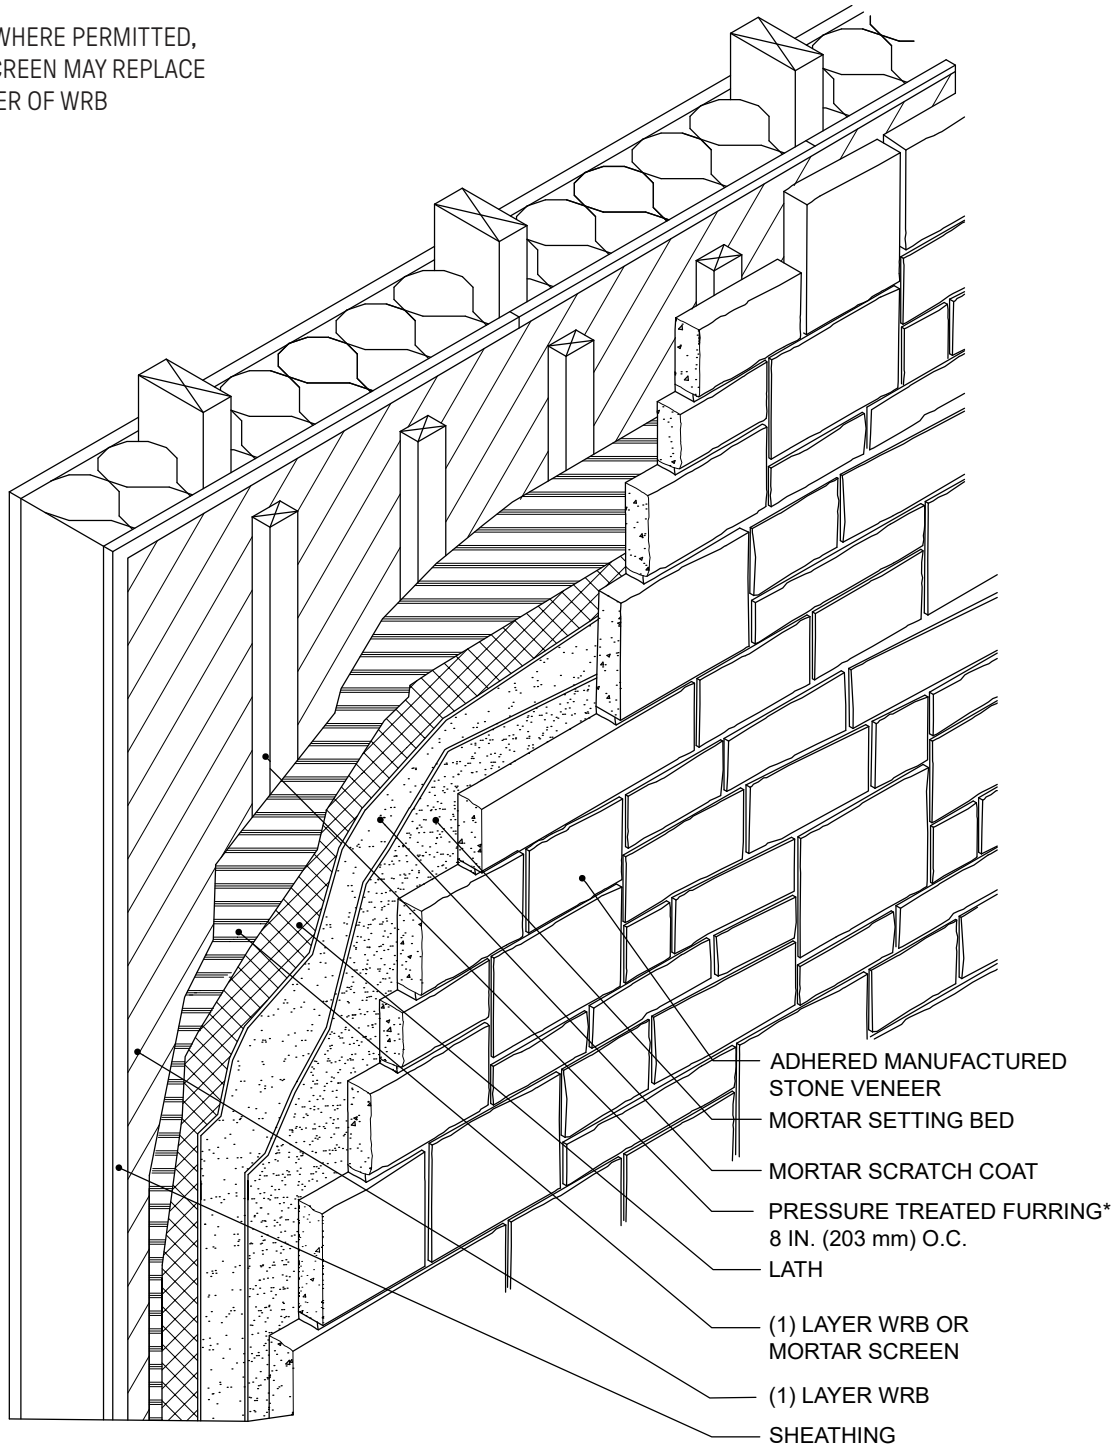 WHERE PERMITTED,
CREEN MAY REPLACE
ER OF WRB
ADHERED MANUFACTURED
STONE VENEER
MORTAR SETTING BED
MORTAR SCRATCH COAT
PRESSURE TREATED FURRING*
8 IN. (203 mm) O.C.
LATH
(1) LAYER WRB OR
MORTAR SCREEN
(1) LAYER WRB
SHEATHING